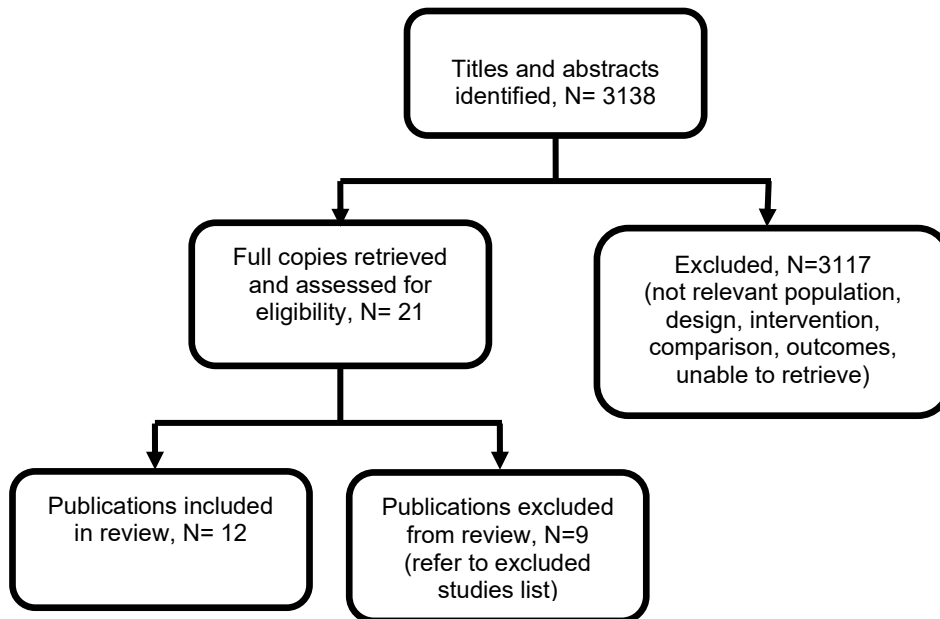 Titles and abstracts
identified, N= 3138
Full copies retrieved
and assessed for
eligibility, N= 21
Excluded, N=3117
(not relevant population,
design, intervention,
comparison, outcomes,
unable to retrieve)
Publications included
in review, N= 12
Publications excluded
from review, N=9
(refer to excluded
studies list)